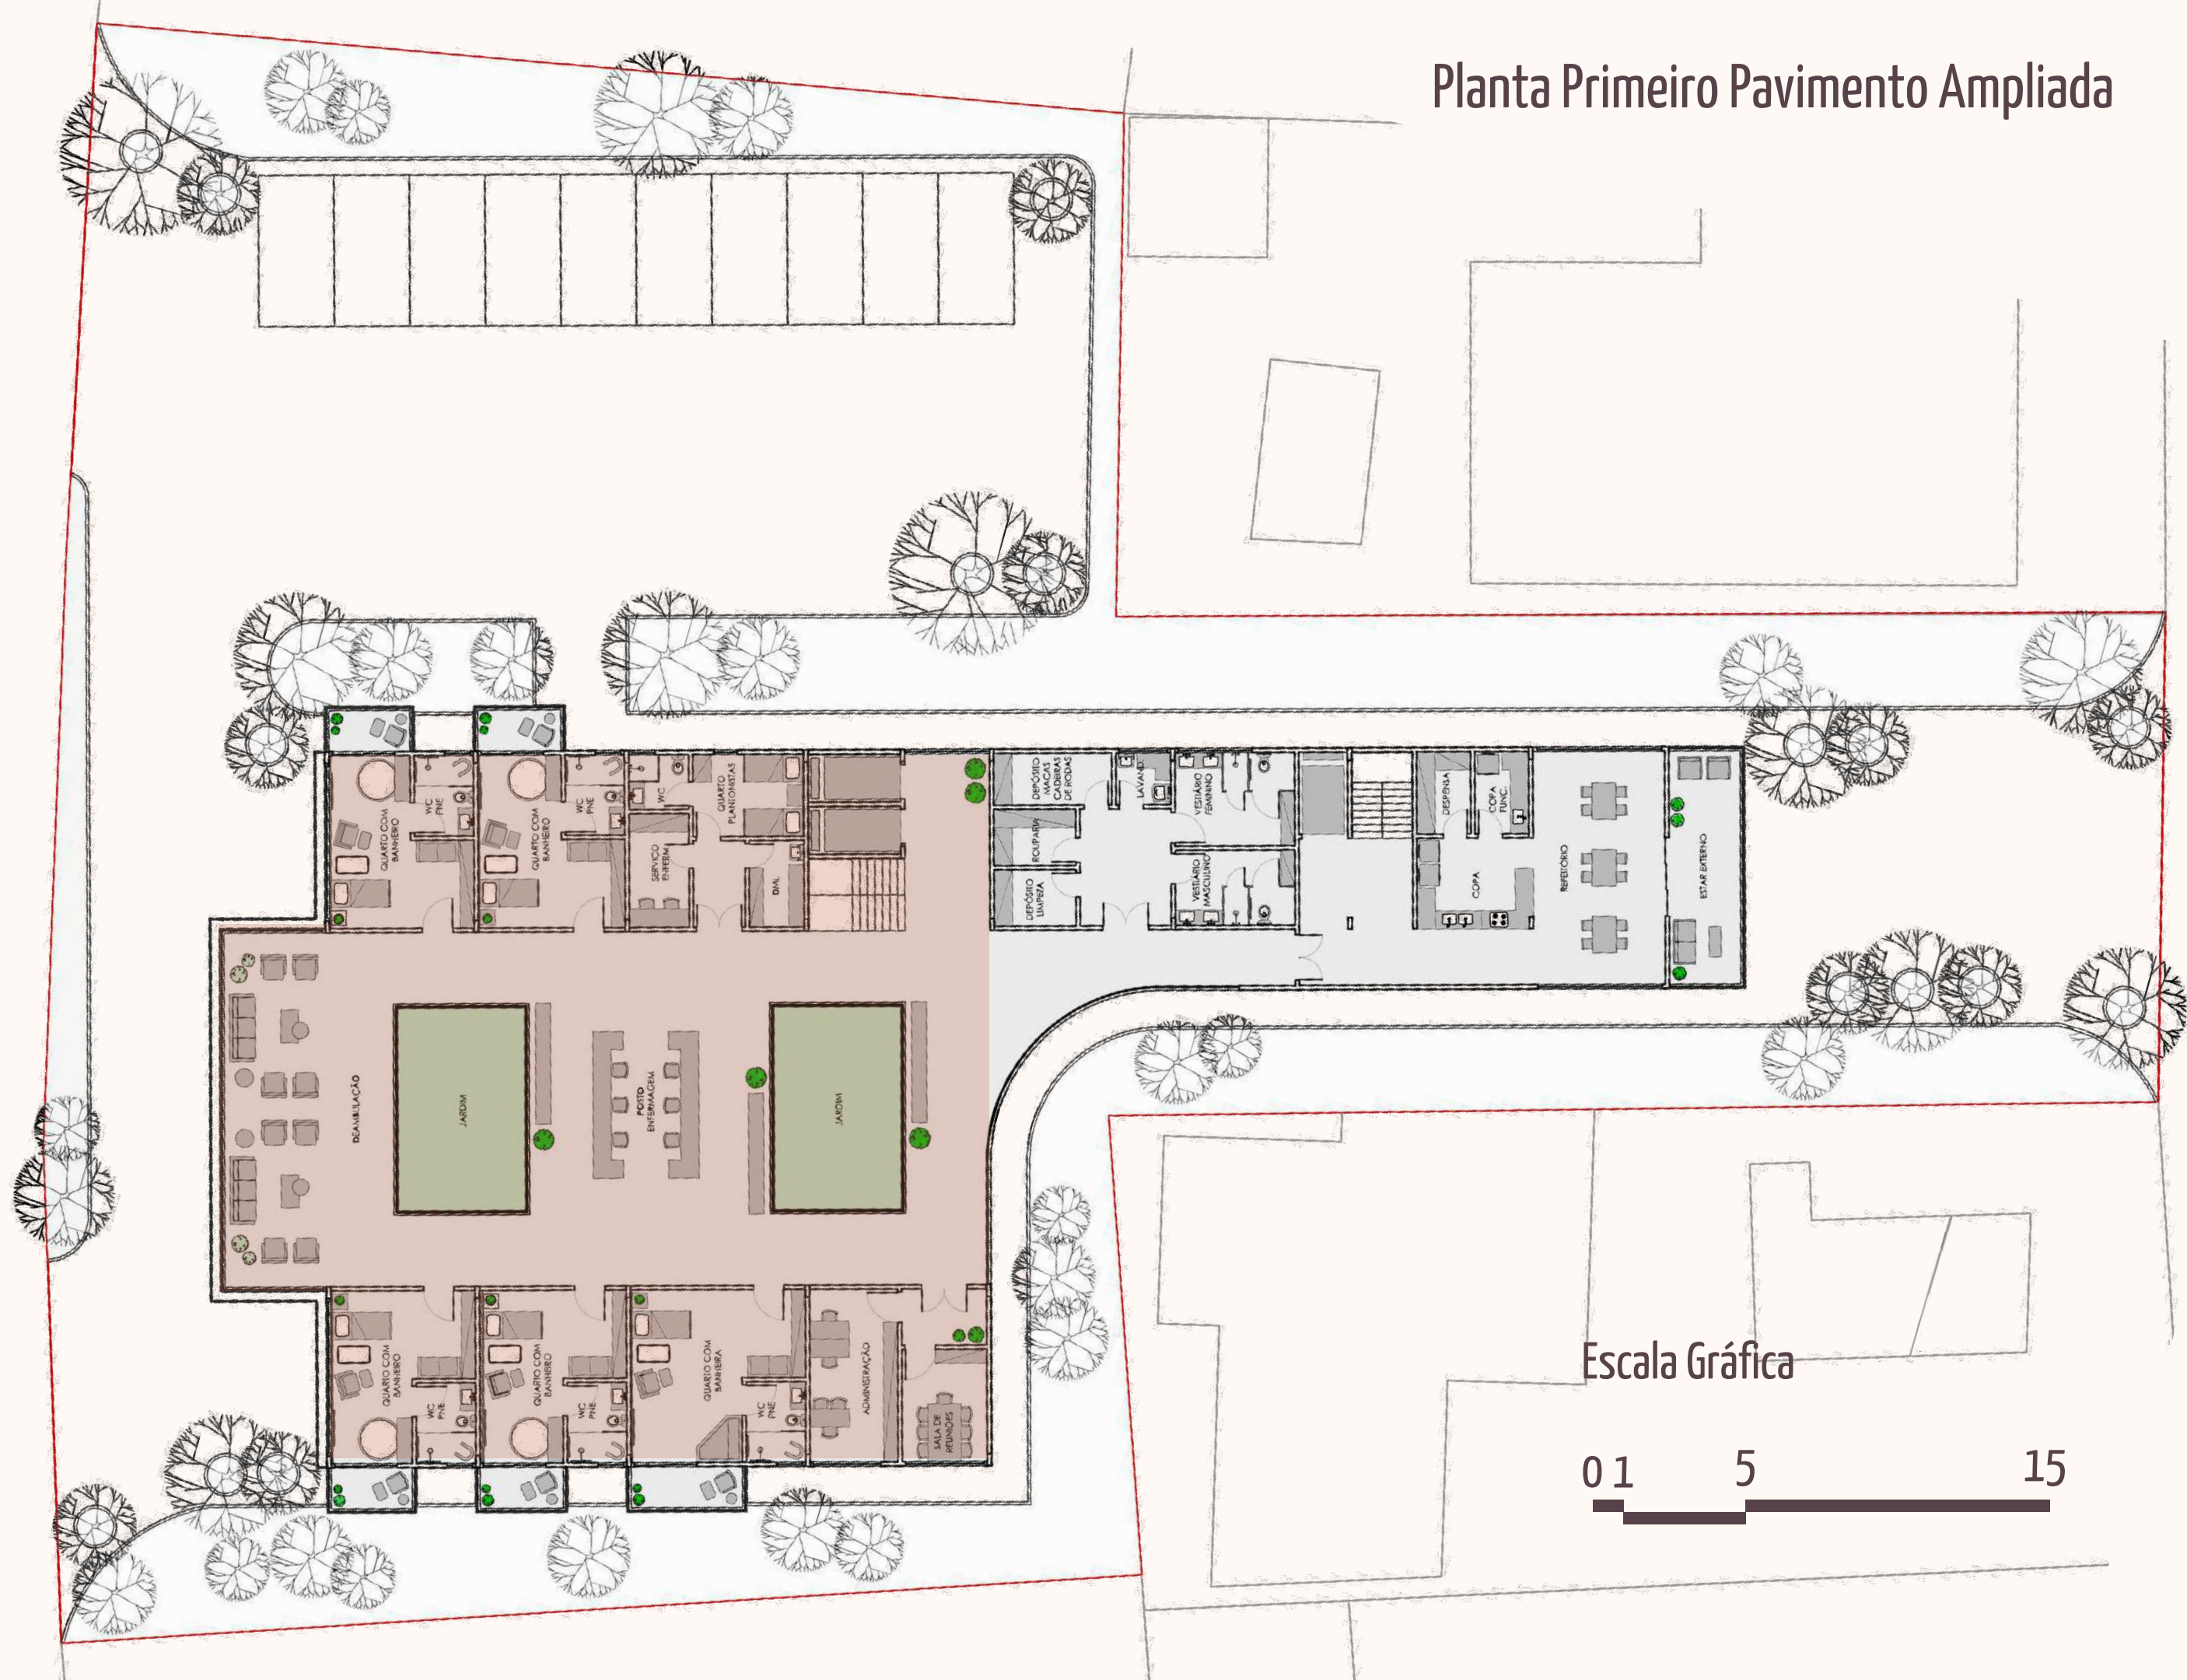 Planta Primeiro Pavimento Ampliada
QUARTO COM
BANHEIRO
WC
PNE
QUARTO COM
BANHEIRO
WC
PNE
WC
QUARTO
PLANTONISTAS
SERVIÇO
ENFERM.
DML
DEPÓSITO
MACAS
CADEIRAS
DE RODAS
LAVAND.
ROUPARIA
DEPÓSITO
LIMPEZA
VESTIÁRIO
FEMININO
VESTIÁRIO
MASCULINO
DESPENSA
COPA
FUNC.
COPA
REFEITÓRIO
ESTAR EXTERNO
DEAMBULAÇÃO
JARDIM
POSTO
ENFERMAGEM
JARDIM
QUARTO COM
BANHEIRO
WC
PNE
QUARTO COM
BANHEIRO
WC
PNE
QUARTO COM
BANHEIRA
WC
PNE
ADMINISTRAÇÃO
SALA DE
REUNIÕES
Escala Gráfica
0 1 5 15